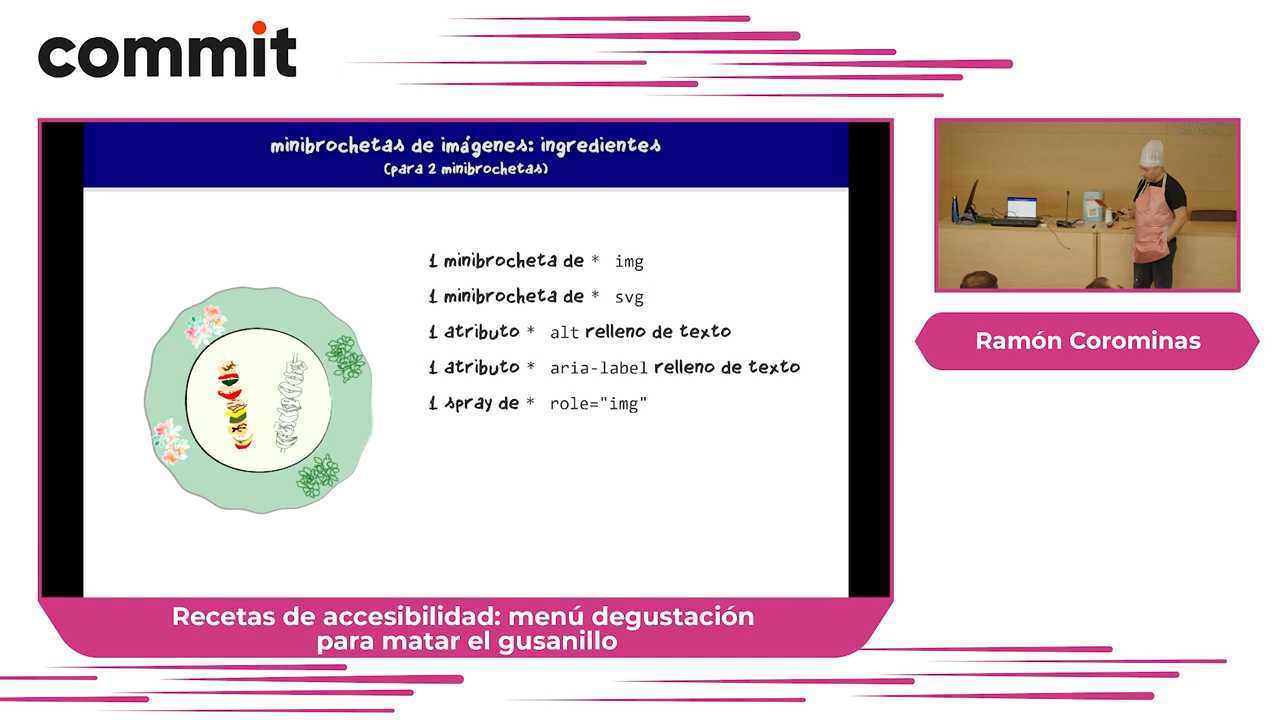 commit
minibrochetas de imágenes: ingredientes
(para 2 minibrochetas)
1 minibrocheta de * img
1 minibrocheta de * svg
1 atributo * alt relleno de texto
1 atributo * aria-label relleno de texto
1 spray de * role="img"
Ramón Corominas
Recetas de accesibilidad: menú degustación
para matar el gusanillo